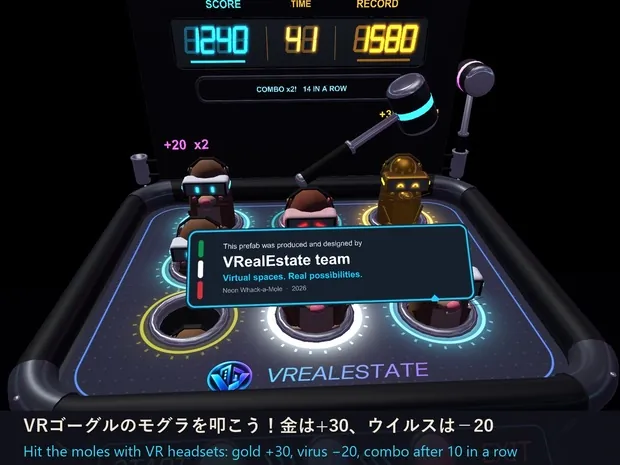 SCORE
TIME
RECORD
1240
41
1580
COMBO x2! 14 IN A ROW
+3
+20 x2
This prefab was produced and designed by
VRealEstate team
Virtual spaces. Real possibilities.
Neon Whack-a-Mole · 2026
VREALESTATE
VRゴーグルのモグラを叩こう！金は+30、ウイルスは－20
Hit the moles with VR headsets: gold +30, virus −20, combo after 10 in a row